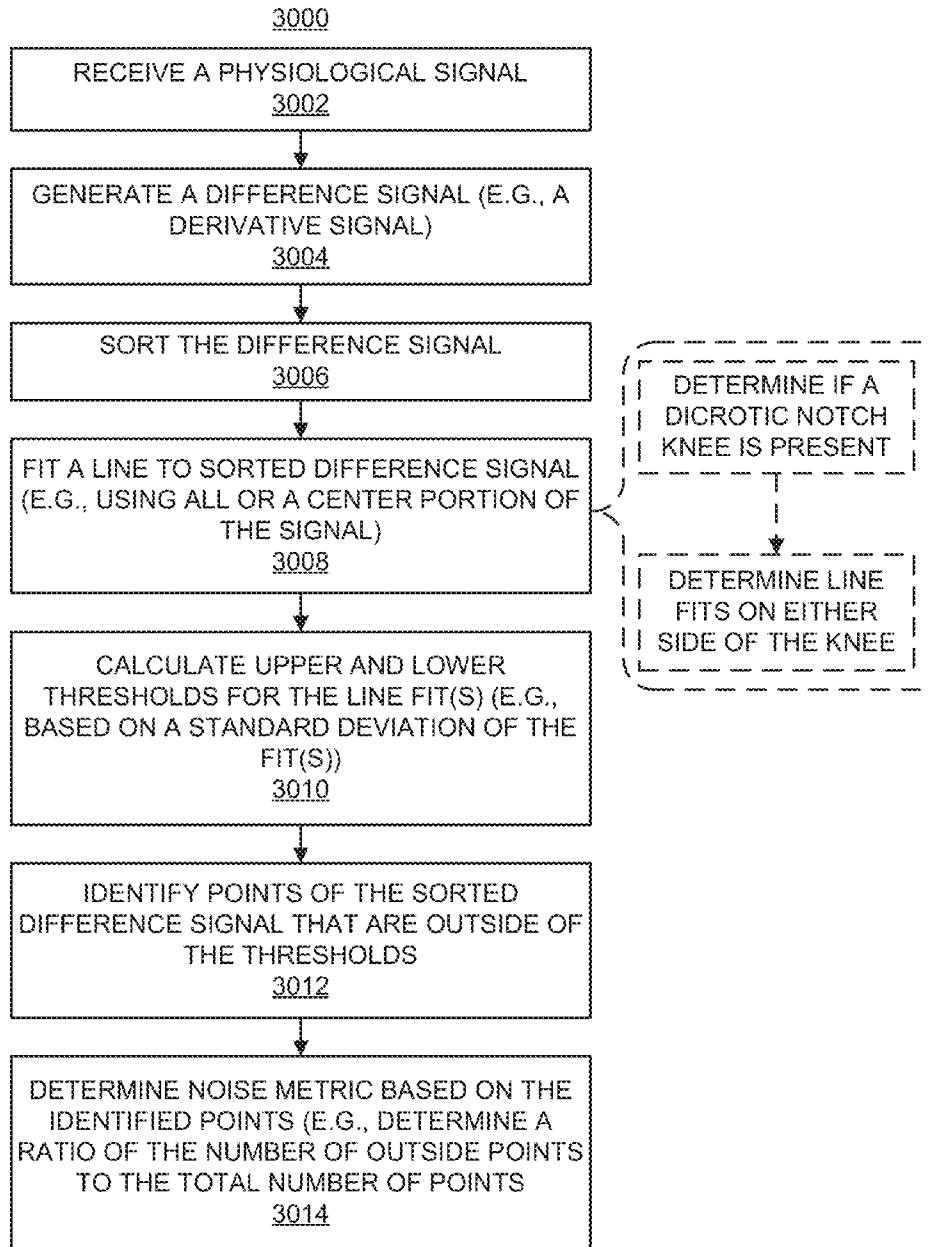 3000
RECEIVE A PHYSIOLOGICAL SIGNAL
3002
GENERATE A DIFFERENCE SIGNAL (E.G., A
DERIVATIVE SIGNAL)
3004
SORT THE DIFFERENCE SIGNAL
3006
FIT A LINE TO SORTED DIFFERENCE SIGNAL
(E.G., USING ALL OR A CENTER PORTION OF
THE SIGNAL)
3008
DETERMINE IF A
DICROTIC NOTCH
KNEE IS PRESENT
DETERMINE LINE
FITS ON EITHER
SIDE OF THE KNEE
CALCULATE UPPER AND LOWER
THRESHOLDS FOR THE LINE FIT(S) (E.G.,
BASED ON A STANDARD DEVIATION OF THE
FIT(S))
3010
IDENTIFY POINTS OF THE SORTED
DIFFERENCE SIGNAL THAT ARE OUTSIDE OF
THE THRESHOLDS
3012
DETERMINE NOISE METRIC BASED ON THE
IDENTIFIED POINTS (E.G., DETERMINE A
RATIO OF THE NUMBER OF OUTSIDE POINTS
TO THE TOTAL NUMBER OF POINTS
3014